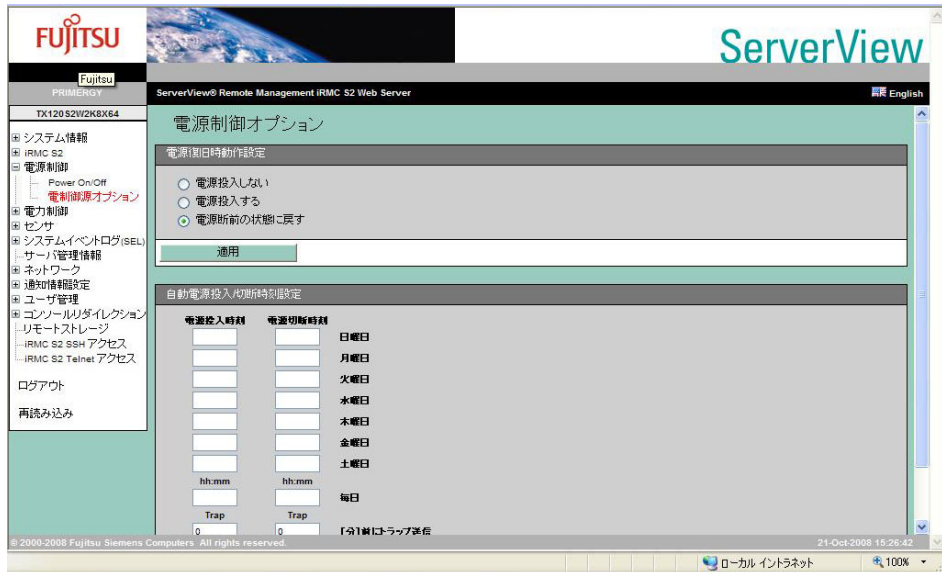 FUJITSU
ServerView
Fujitsu
PRIMERGY
ServerView® Remote Management iRMC S2 Web Server
English
TX120S2W2K8X64
システム情報
iRMC S2
電源制御
Power On/Off
電制御源オプション
電力制御
センサ
システムイベントログ(SEL)
サーバ管理情報
ネットワーク
通知情報設定
ユーザ管理
コンソールリダイレクション
リモートストレージ
iRMC S2 SSH アクセス
iRMC S2 Telnet アクセス
ログアウト
再読み込み
電源制御オプション
電源復旧時動作設定
電源投入しない
電源投入する
電源断前の状態に戻す
適用
自動電源投入/切断時刻設定
電源投入時刻 電源切断時刻
日曜日
月曜日
火曜日
水曜日
木曜日
金曜日
土曜日
hh:mm hh:mm
毎日
Trap Trap
0 0 [分]前にトラップ送信
© 2000-2008 Fujitsu Siemens Computers All rights reserved. 21-Oct-2008 15:26:42
ローカル イントラネット 100%